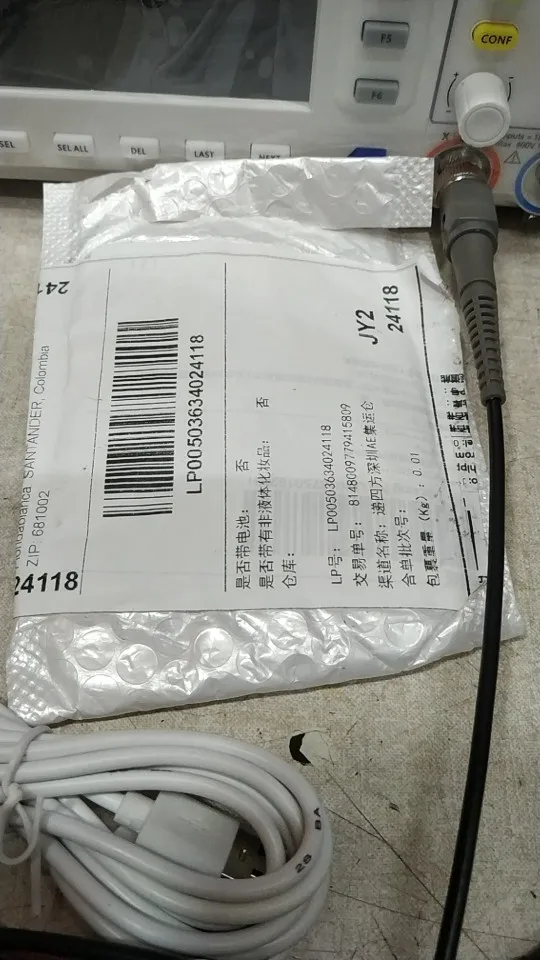 F5
F6
CONF
SEL
SEL ALL
DEL
LAST
NEXT
SANTANDER, Colombia
ZIP 681002
24118
LP00503634024118
是否带电池： 否
是否带有非液体化妆品： 否
仓库：
JY2
24118
LP号： LP00503634024118
交易单号： 8148009779415809
渠道名称：递四方深圳AE集运仓
合单批次号：
包裹重量（Kg）：0.01
28
BA